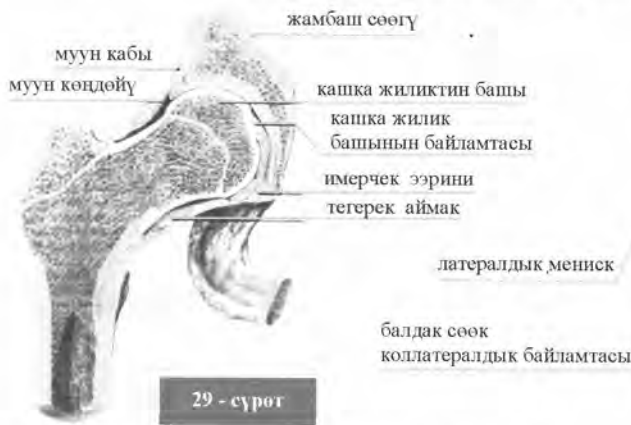 жамбаш сөөгү
муун кабы
муун көңдөйү
кашка жиликтин башы
кашка жилик
башынын байламтасы
имерчек ээрини
тегерек аймак
латералдык мениск
балдак сөөк
коллатералдык байламтасы
29 - сүрөт